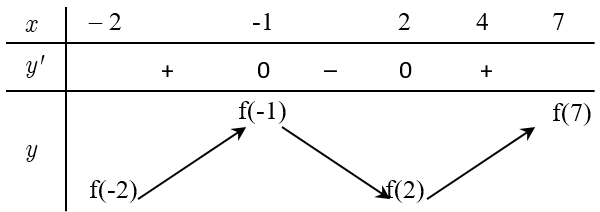 x – 2 -1 2 4 7
y′ + 0 – 0 +
f(-1) f(7)
y
f(-2) f(2)